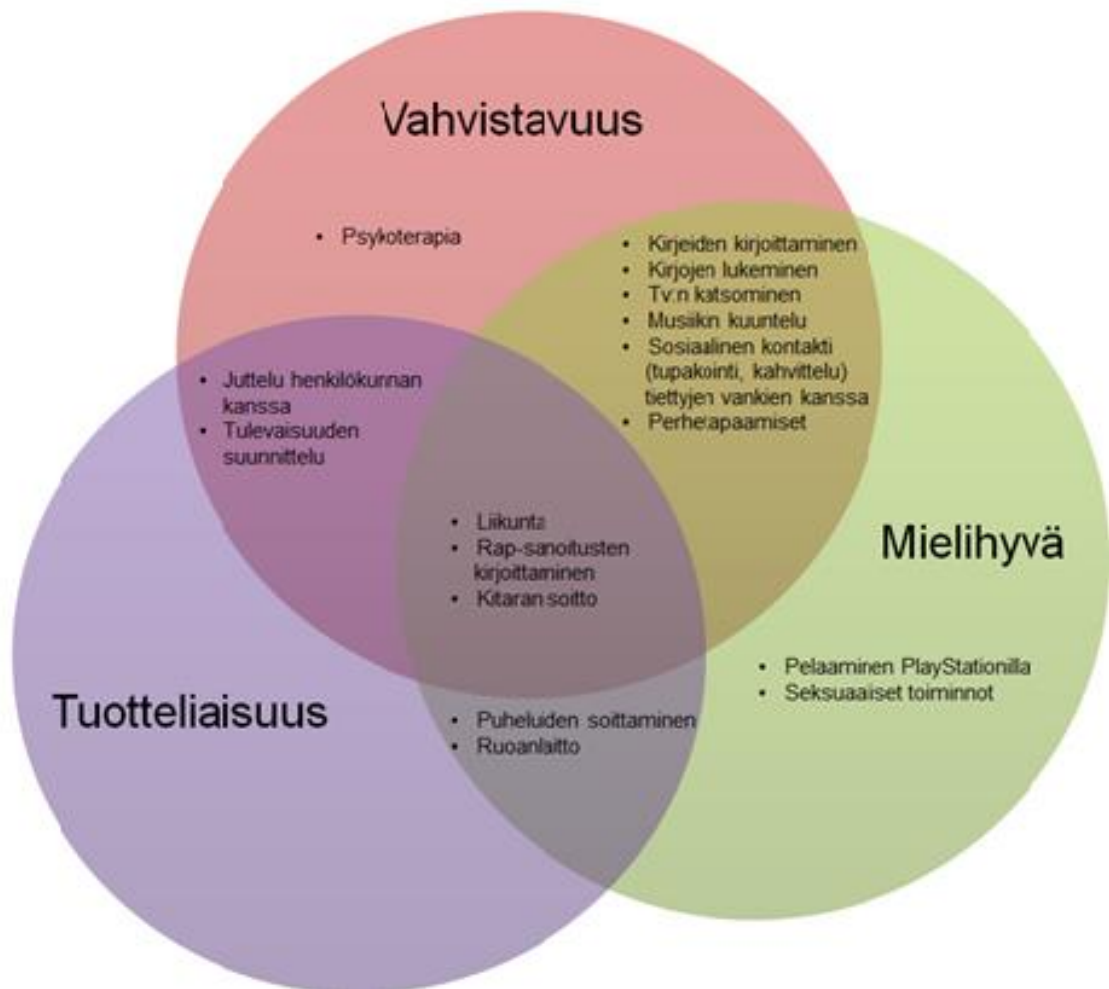 Vahvistavuus
• Psykoterapia
• Kirjeiden kirjoittaminen
• Kirjojen lukeminen
• Tv:n katsominen
• Musiikin kuuntelu
• Sosiaalinen kontakti
(tupakointi, kahvittelu)
tiettyjen vankien kanssa
• Perhetapaamiset
• Juttelu henkilökunnan
kanssa
• Tulevaisuuden
suunnittelu
• Liikunta
• Rap-sanoitusten
kirjoittaminen
• Kitaran soitto
Mielihyvä
• Pelaaminen PlayStationilla
• Seksuaaliset toiminnot
Tuotteliaisuus
• Puheluiden soittaminen
• Ruoanlaitto